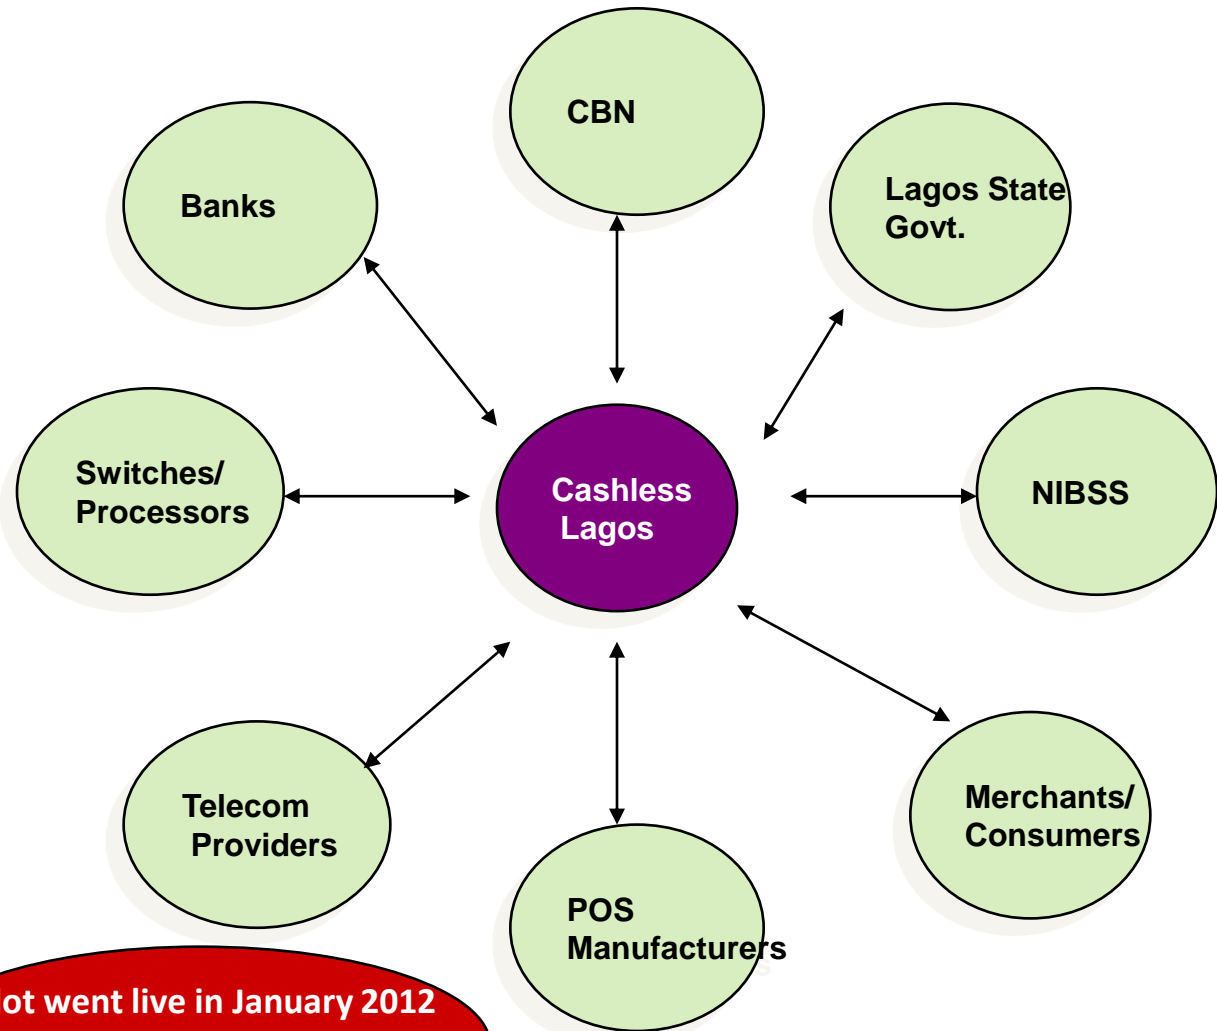 CBN
Banks
Lagos State
Govt.
Switches/
Processors
Cashless
Lagos
NIBSS
Telecom
Providers
Merchants/
Consumers
POS
Manufacturers
went live in January 2012